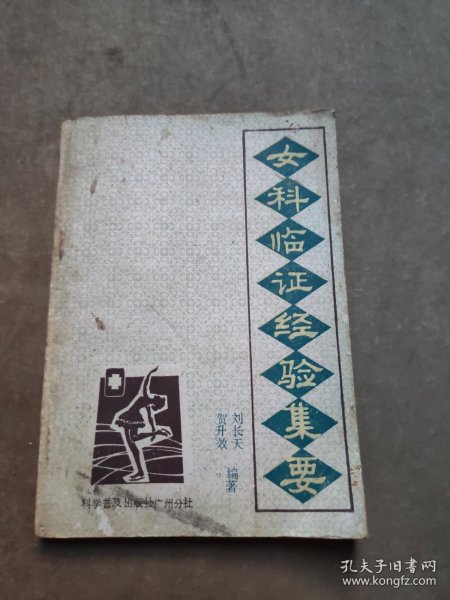 女科临证经验集要
刘长天
贺升效
编著
科学普及出版社广州分社
孔夫子旧书网
www.kongfz.com